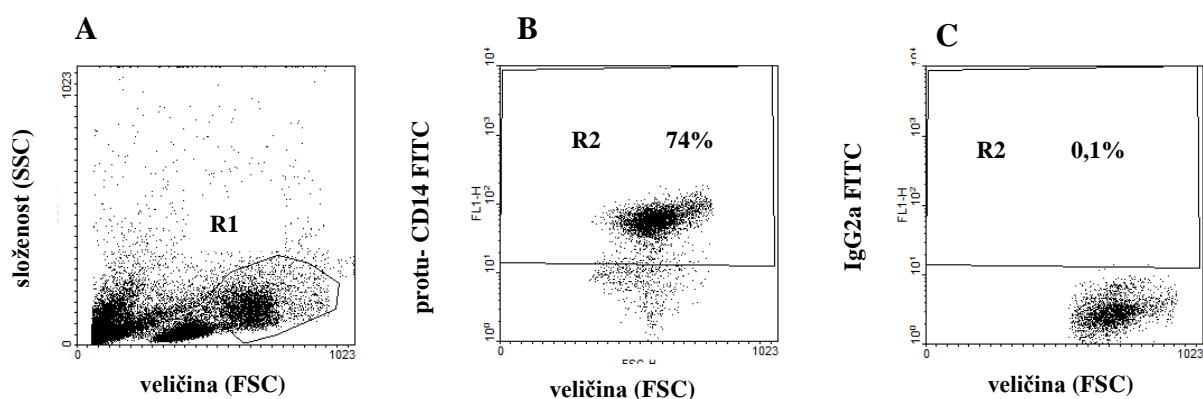 A
složenost (SSC)
1023
0
R1
0
1023
veličina (FSC)
B
protu- CD14 FITC
FL1-H
10⁴
10³
10²
10¹
10⁰
R2 74%
0
FSC-H
1023
veličina (FSC)
C
IgG2a FITC
FL1-H
10⁴
10³
10²
10¹
10⁰
R2 0,1%
0
1023
veličina (FSC)